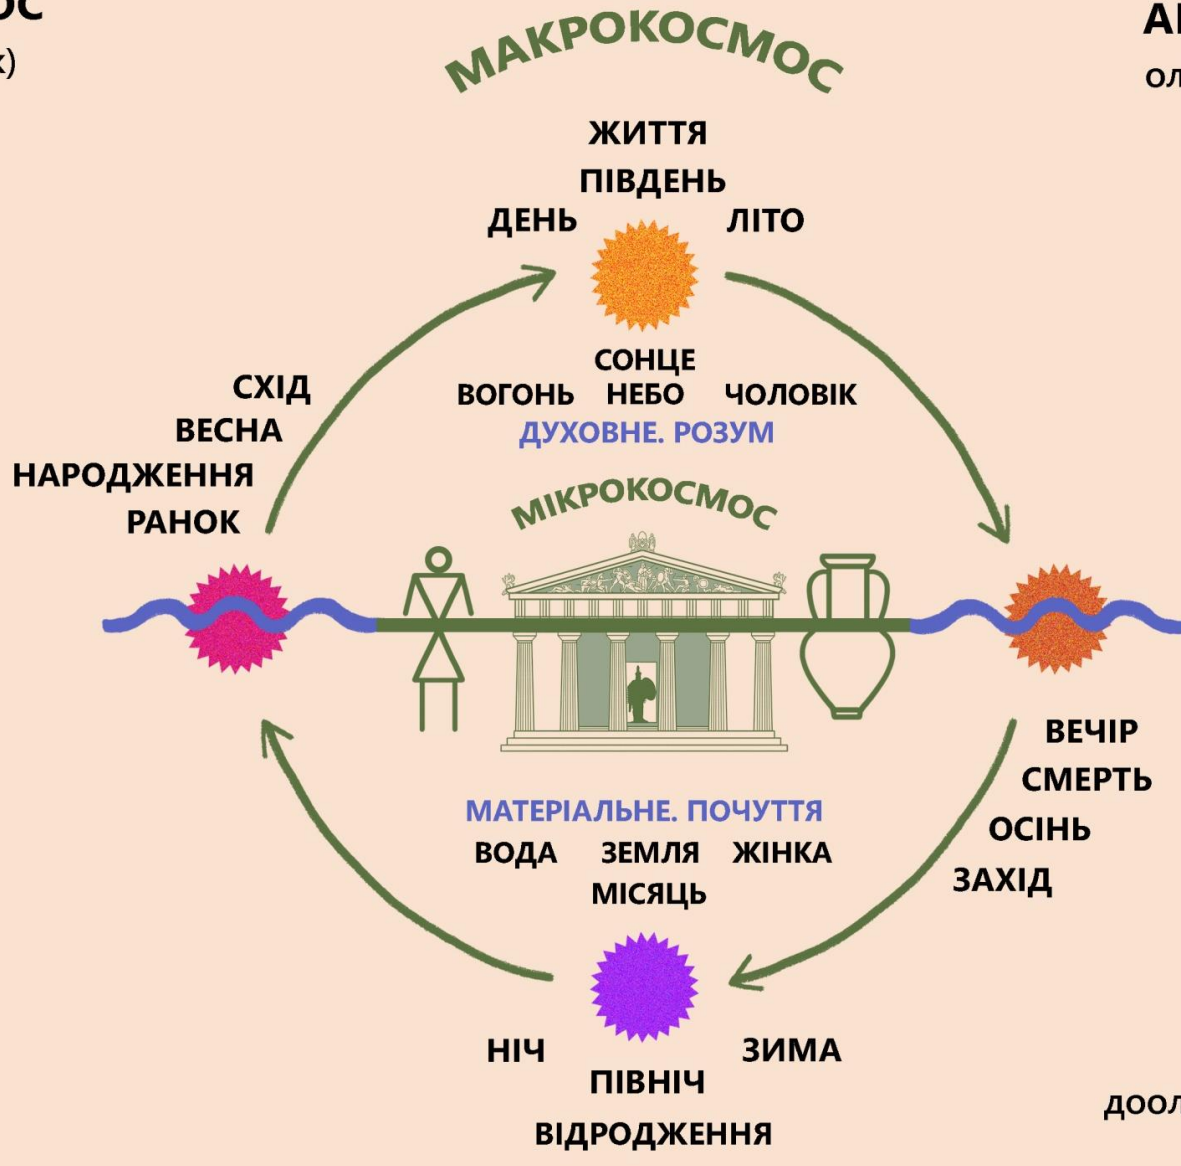 МАКРОКОСМОС
ЖИТТЯ
ПІВДЕНЬ
ДЕНЬ ЛІТО
СОНЦЕ
ВОГОНЬ НЕБО ЧОЛОВІК
ДУХОВНЕ. РОЗУМ
СХІД
ВЕСНА
НАРОДЖЕННЯ
РАНОК
МІКРОКОСМОС
ВЕЧІР
СМЕРТЬ
ОСІНЬ
ЗАХІД
МАТЕРІАЛЬНЕ. ПОЧУТТЯ
ВОДА ЗЕМЛЯ ЖІНКА
МІСЯЦЬ
НІЧ ЗИМА
ПІВНІЧ
ВІДРОДЖЕННЯ